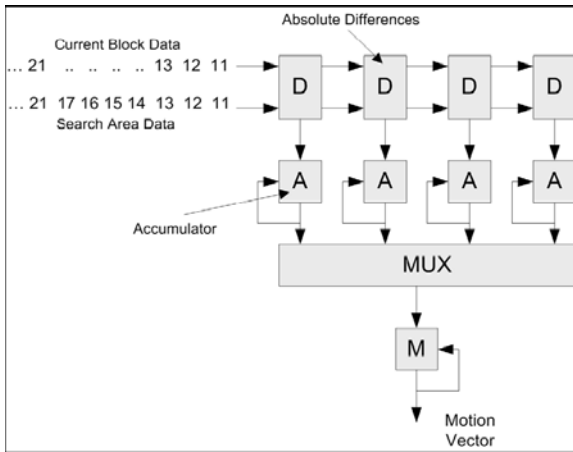 Absolute Differences
Current Block Data
... 21 .. .. .. .. 13 12 11
D D D D
... 21 17 16 15 14 13 12 11
Search Area Data
A A A A
Accumulator
MUX
M
Motion
Vector